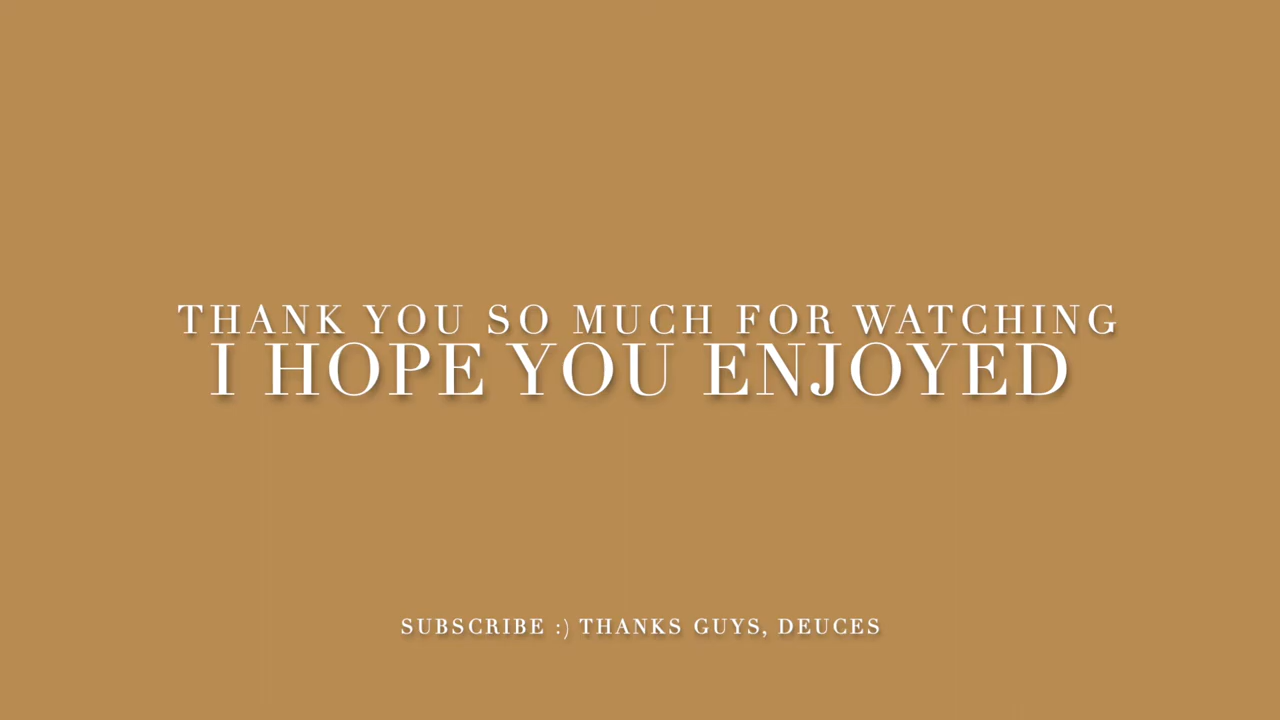 THANK YOU SO MUCH FOR WATCHING
I HOPE YOU ENJOYED
SUBSCRIBE :) THANKS GUYS, DEUCES